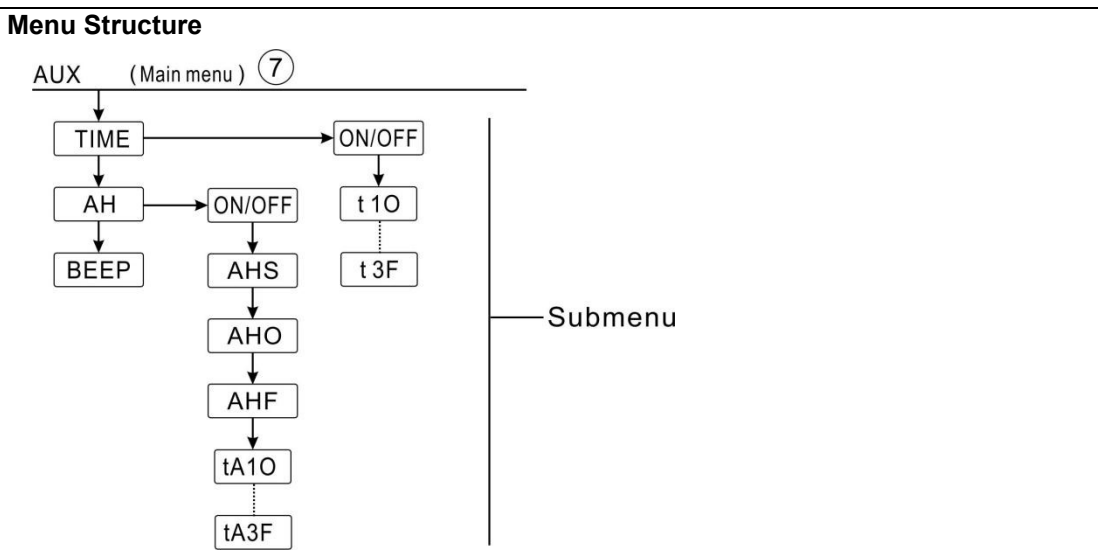 Menu Structure
AUX (Main menu) 7
TIME ON/OFF
AH ON/OFF t 1O
BEEP AHS t 3F
Submenu
AHO
AHF
tA1O
tA3F